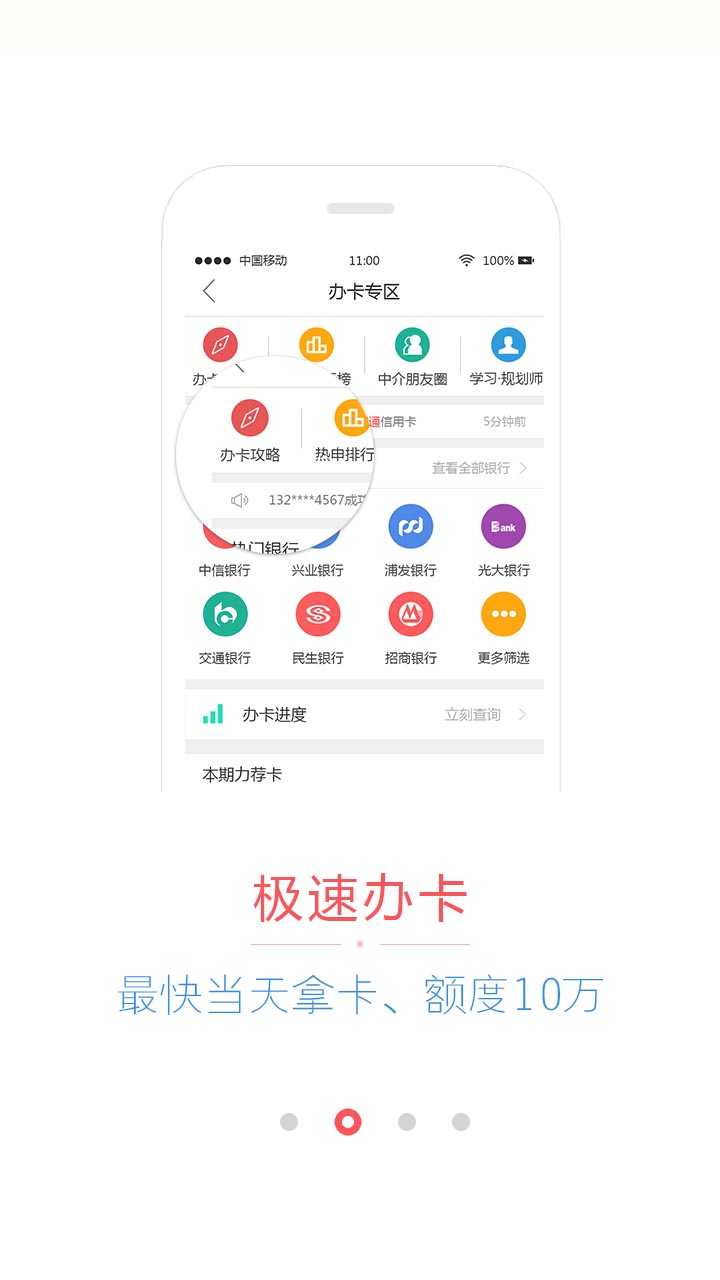 中国移动 11:00 100%
办卡专区
办卡 榜 中介朋友圈 学习·规划师
办卡攻略 热申排行
通信用卡 5分钟前
查看全部银行
132****4567成功
热门银行
Bank
中信银行 兴业银行 浦发银行 光大银行
交通银行 民生银行 招商银行 更多筛选
办卡进度 立刻查询
本期力荐卡
极速办卡
最快当天拿卡、额度10万